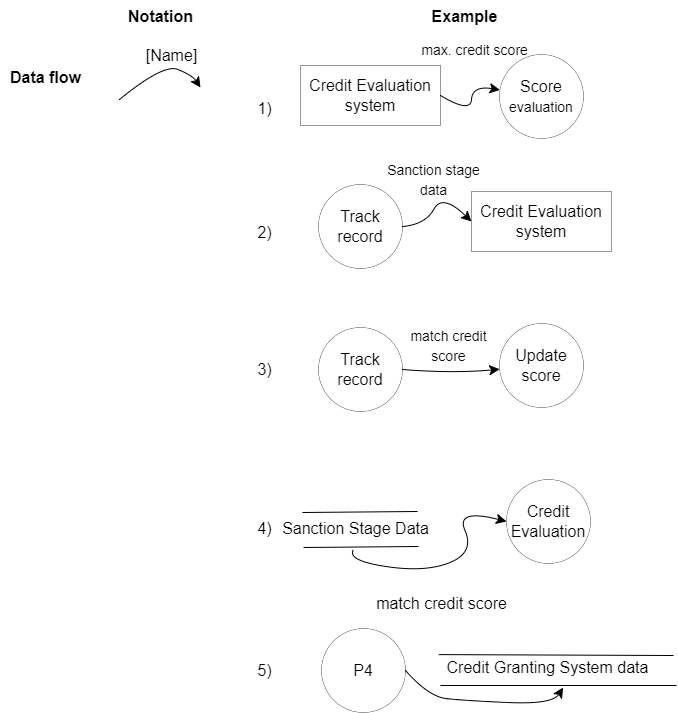 Notation
Example
Data flow
[Name]
max. credit score
1)
Credit Evaluation
system
Score
evaluation
Sanction stage
data
2)
Track
record
Credit Evaluation
system
match credit
score
3)
Track
record
Update
score
4)
Sanction Stage Data
Credit
Evaluation
match credit score
5)
P4
Credit Granting System data